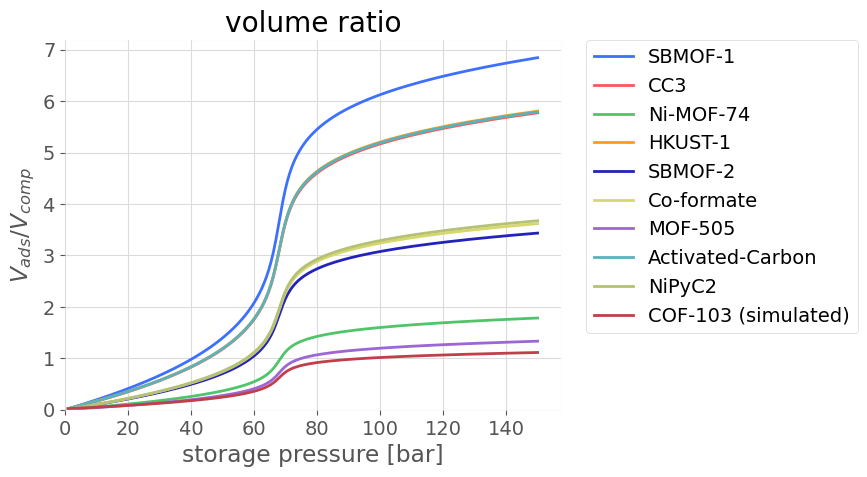 volume ratio
V_ads/V_comp
7
6
5
4
3
2
1
0
0 20 40 60 80 100 120 140
storage pressure [bar]
SBMOF-1
CC3
Ni-MOF-74
HKUST-1
SBMOF-2
Co-formate
MOF-505
Activated-Carbon
NiPyC2
COF-103 (simulated)